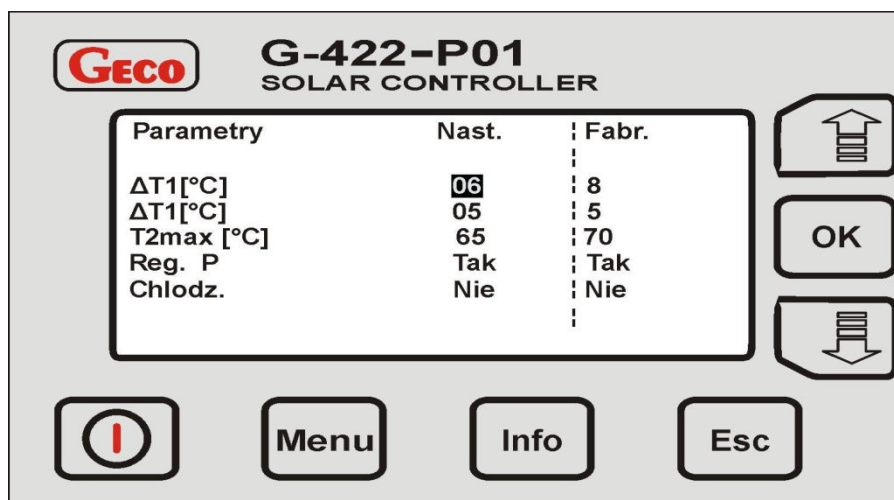 GECO
G-422-P01
SOLAR CONTROLLER
Parametry Nast. Fabr.
ΔT1[°C] 06 8
ΔT1[°C] 05 5
T2max [°C] 65 70
Reg. P Tak Tak
Chlodz. Nie Nie
OK
Menu Info Esc